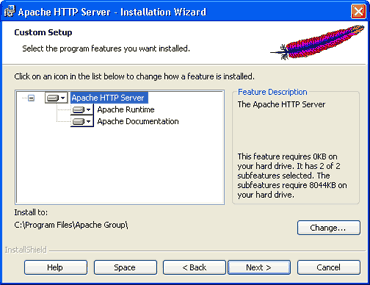 Apache HTTP Server - Installation Wizard
Custom Setup
Select the program features you want installed.
Click on an icon in the list below to change how a feature is installed.
Apache HTTP Server
Apache Runtime
Apache Documentation
Feature Description
The Apache HTTP Server
This feature requires 0KB on
your hard drive. It has 2 of 2
subfeatures selected. The
subfeatures require 8044KB on
your hard drive.
Install to:
C:\Program Files\Apache Group\
Change...
InstallShield
Help
Space
< Back
Next >
Cancel